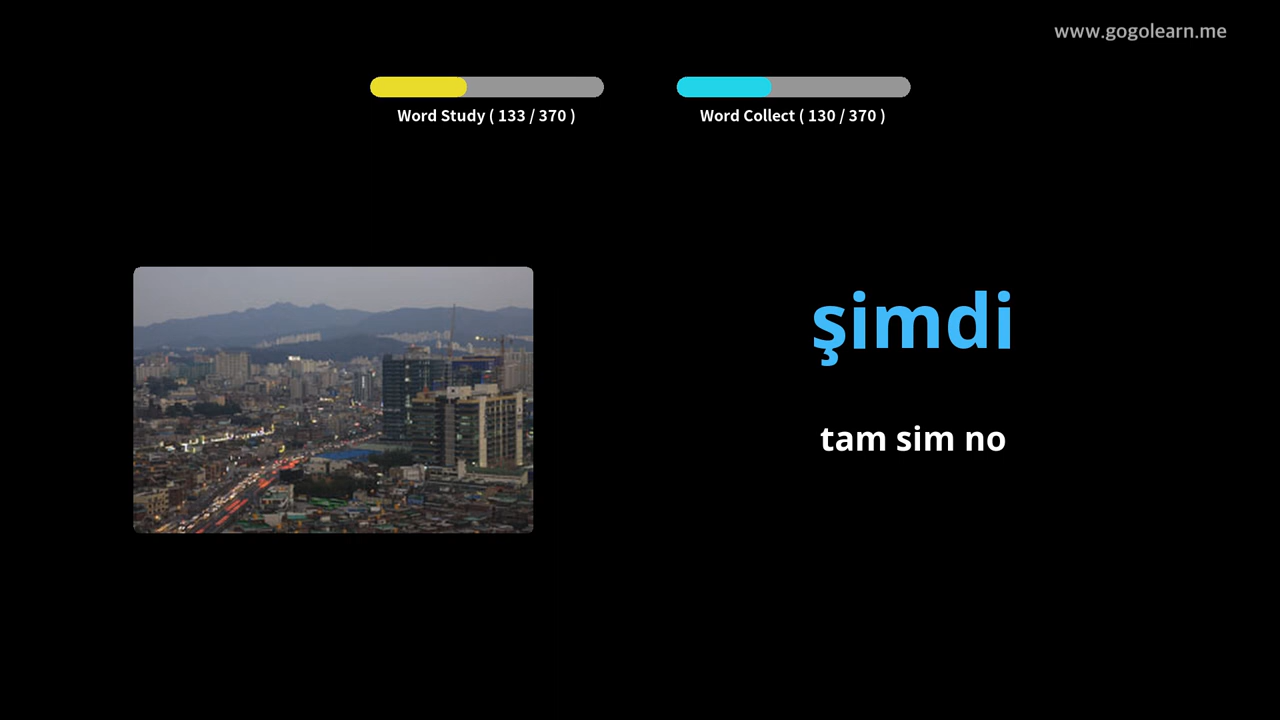 www.gogolearn.me
Word Study ( 133 / 370 )
Word Collect ( 130 / 370 )
şimdi
tam sim no